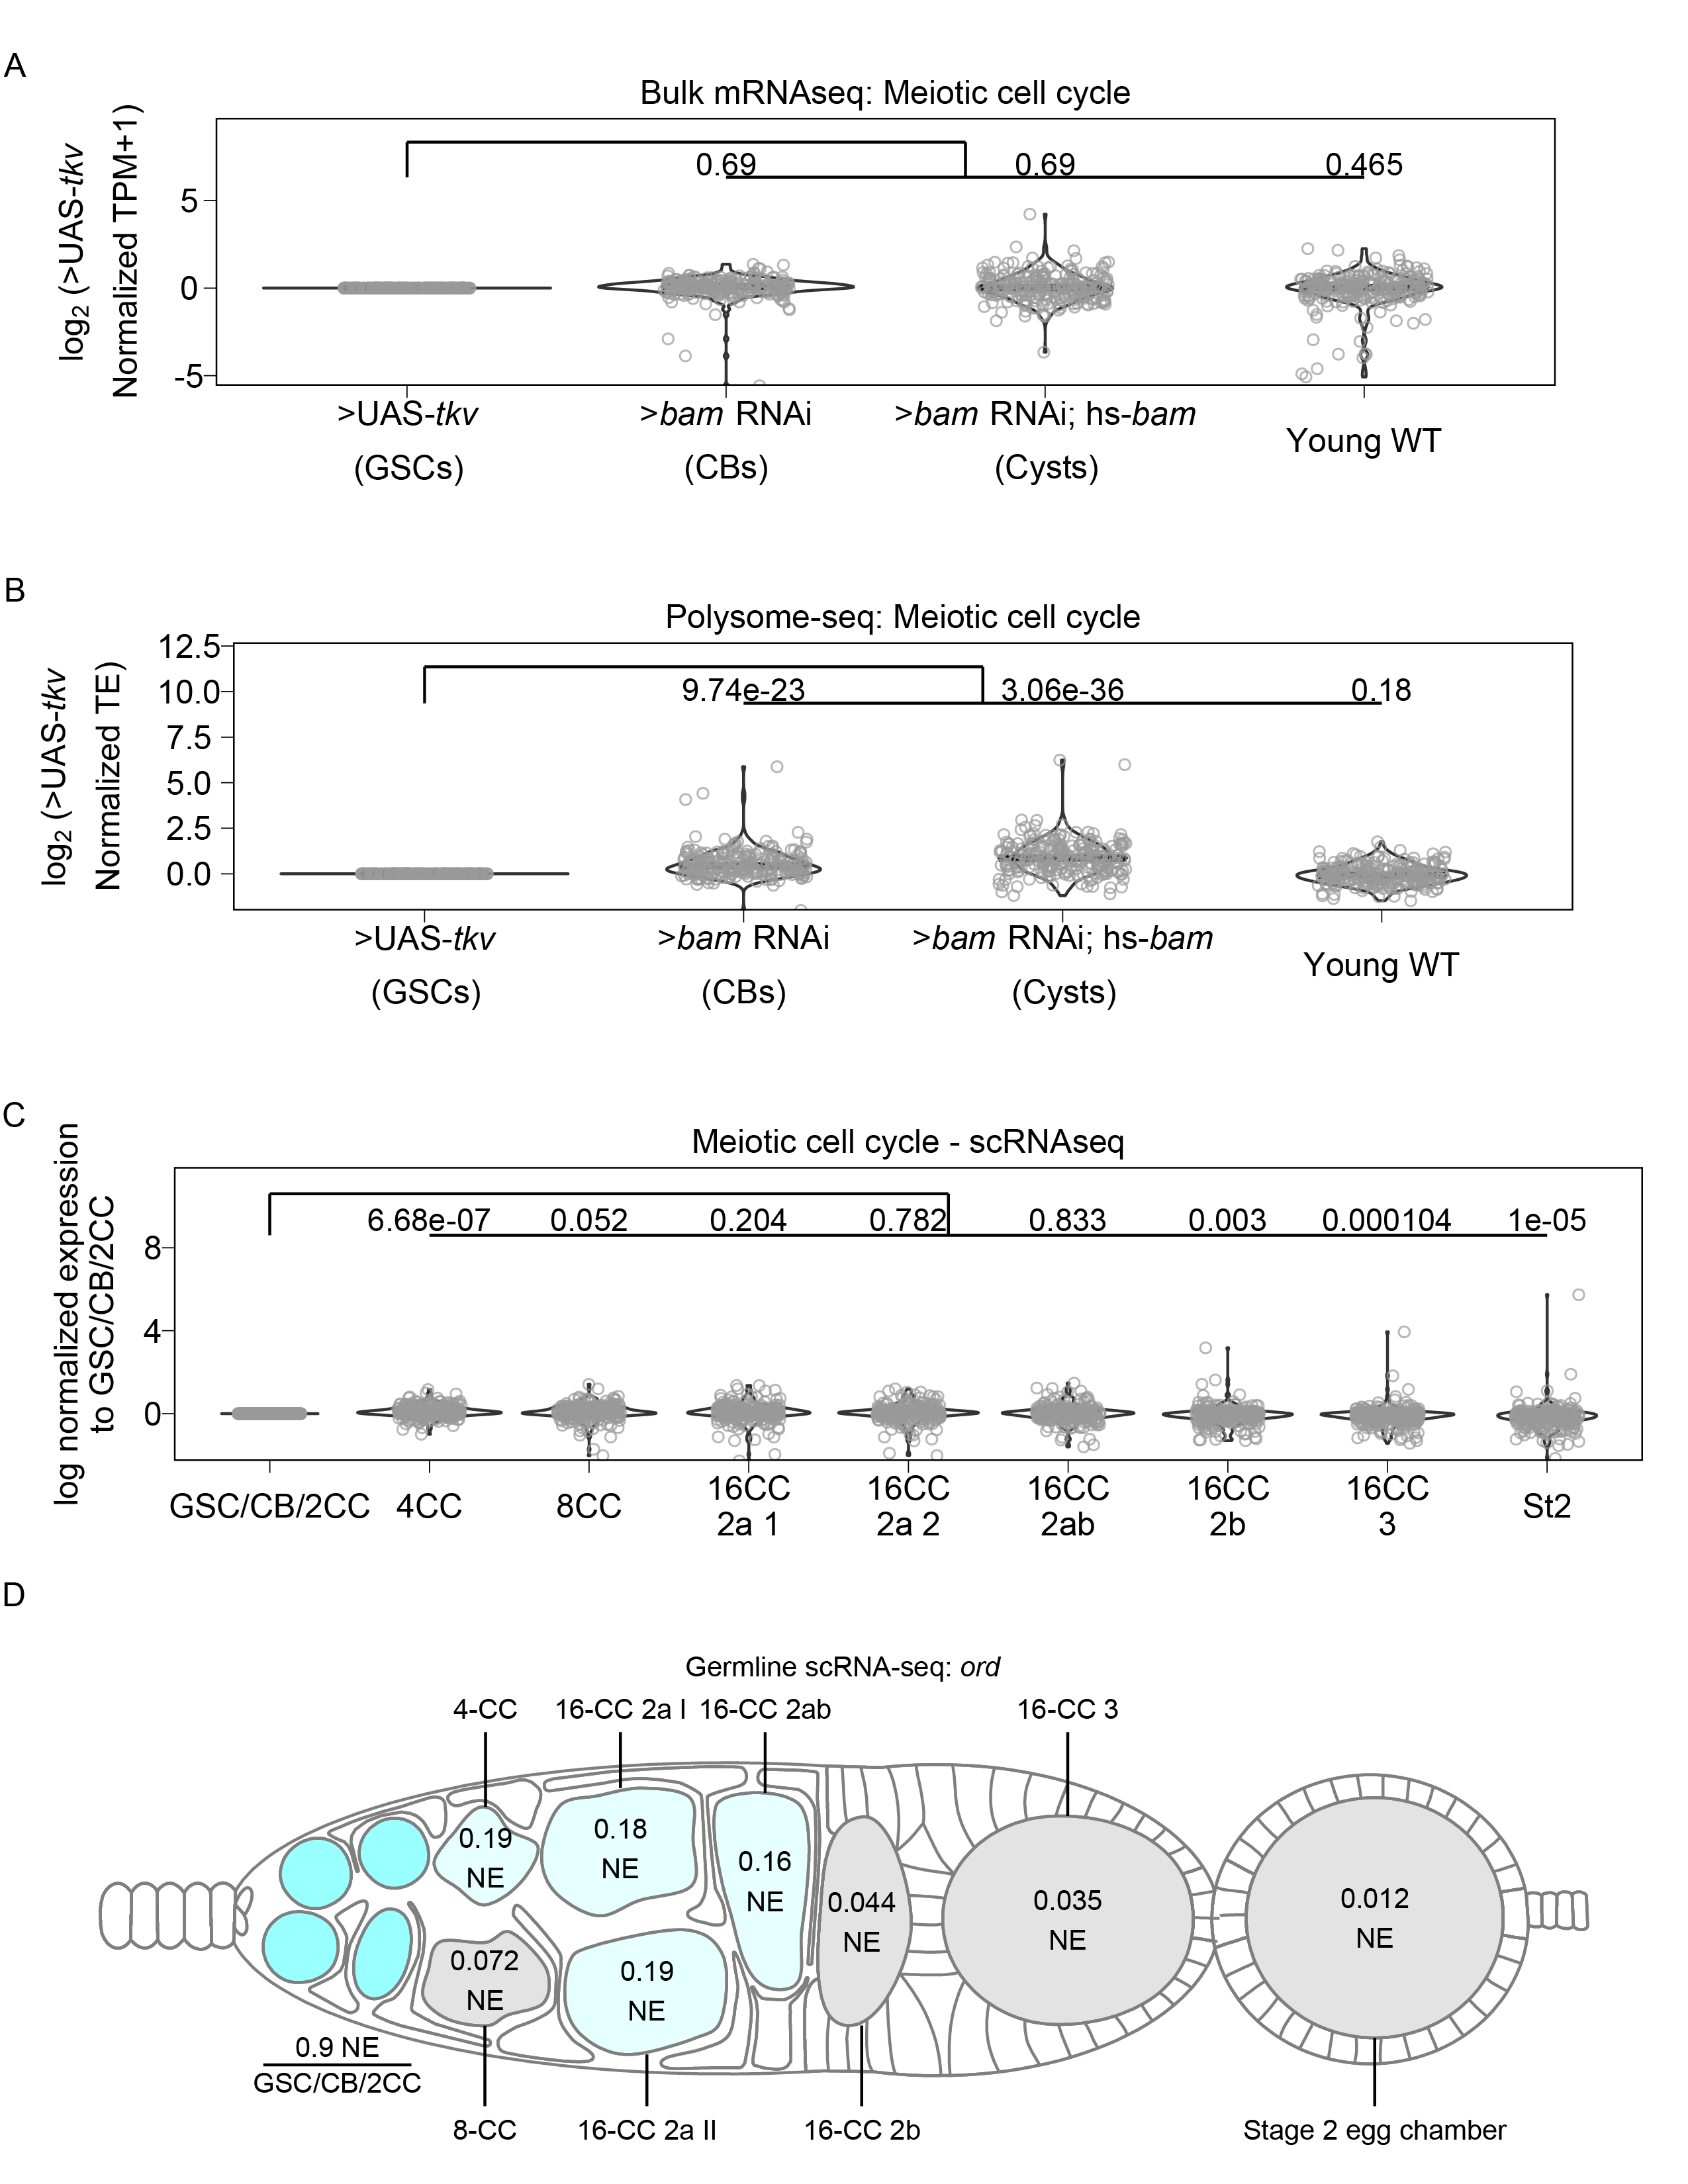 A
Bulk mRNAseq: Meiotic cell cycle
log2 (>UAS-tkv
Normalized TPM+1)
0.69 0.69 0.465
5
0
-5
>UAS-tkv >bam RNAi >bam RNAi; hs-bam Young WT
(GSCs) (CBs) (Cysts)
B
Polysome-seq: Meiotic cell cycle
log2 (>UAS-tkv
Normalized TE)
12.5
10.0
9.74e-23 3.06e-36 0.18
7.5
5.0
2.5
0.0
>UAS-tkv >bam RNAi >bam RNAi; hs-bam Young WT
(GSCs) (CBs) (Cysts)
C
Meiotic cell cycle - scRNAseq
log normalized expression
to GSC/CB/2CC
6.68e-07 0.052 0.204 0.782 0.833 0.003 0.000104 1e-05
8
4
0
GSC/CB/2CC 4CC 8CC 16CC 2a 1 16CC 2a 2 16CC 2ab 16CC 2b 16CC 3 St2
D
Germline scRNA-seq: ord
4-CC 16-CC 2a I 16-CC 2ab 16-CC 3
0.19 NE
0.18 NE
0.16 NE
0.044 NE
0.035 NE
0.012 NE
0.072 NE
0.19 NE
0.9 NE
GSC/CB/2CC
8-CC 16-CC 2a II 16-CC 2b Stage 2 egg chamber